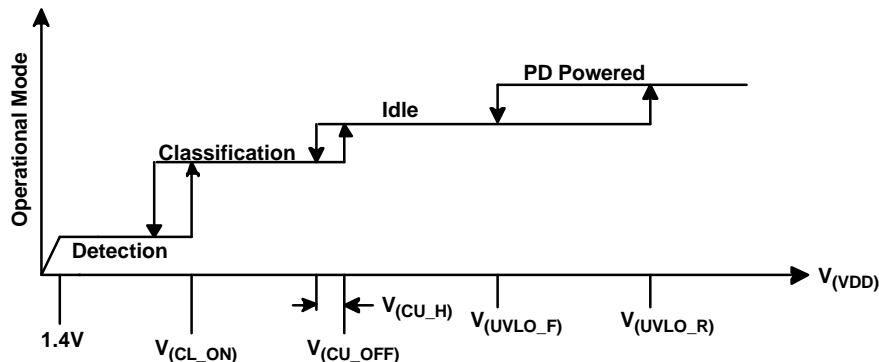 Operational Mode
PD Powered
Idle
Classification
Detection
V(VDD)
1.4V
V(CL_ON)
V(CU_H)
V(CU_OFF)
V(UVLO_F)
V(UVLO_R)